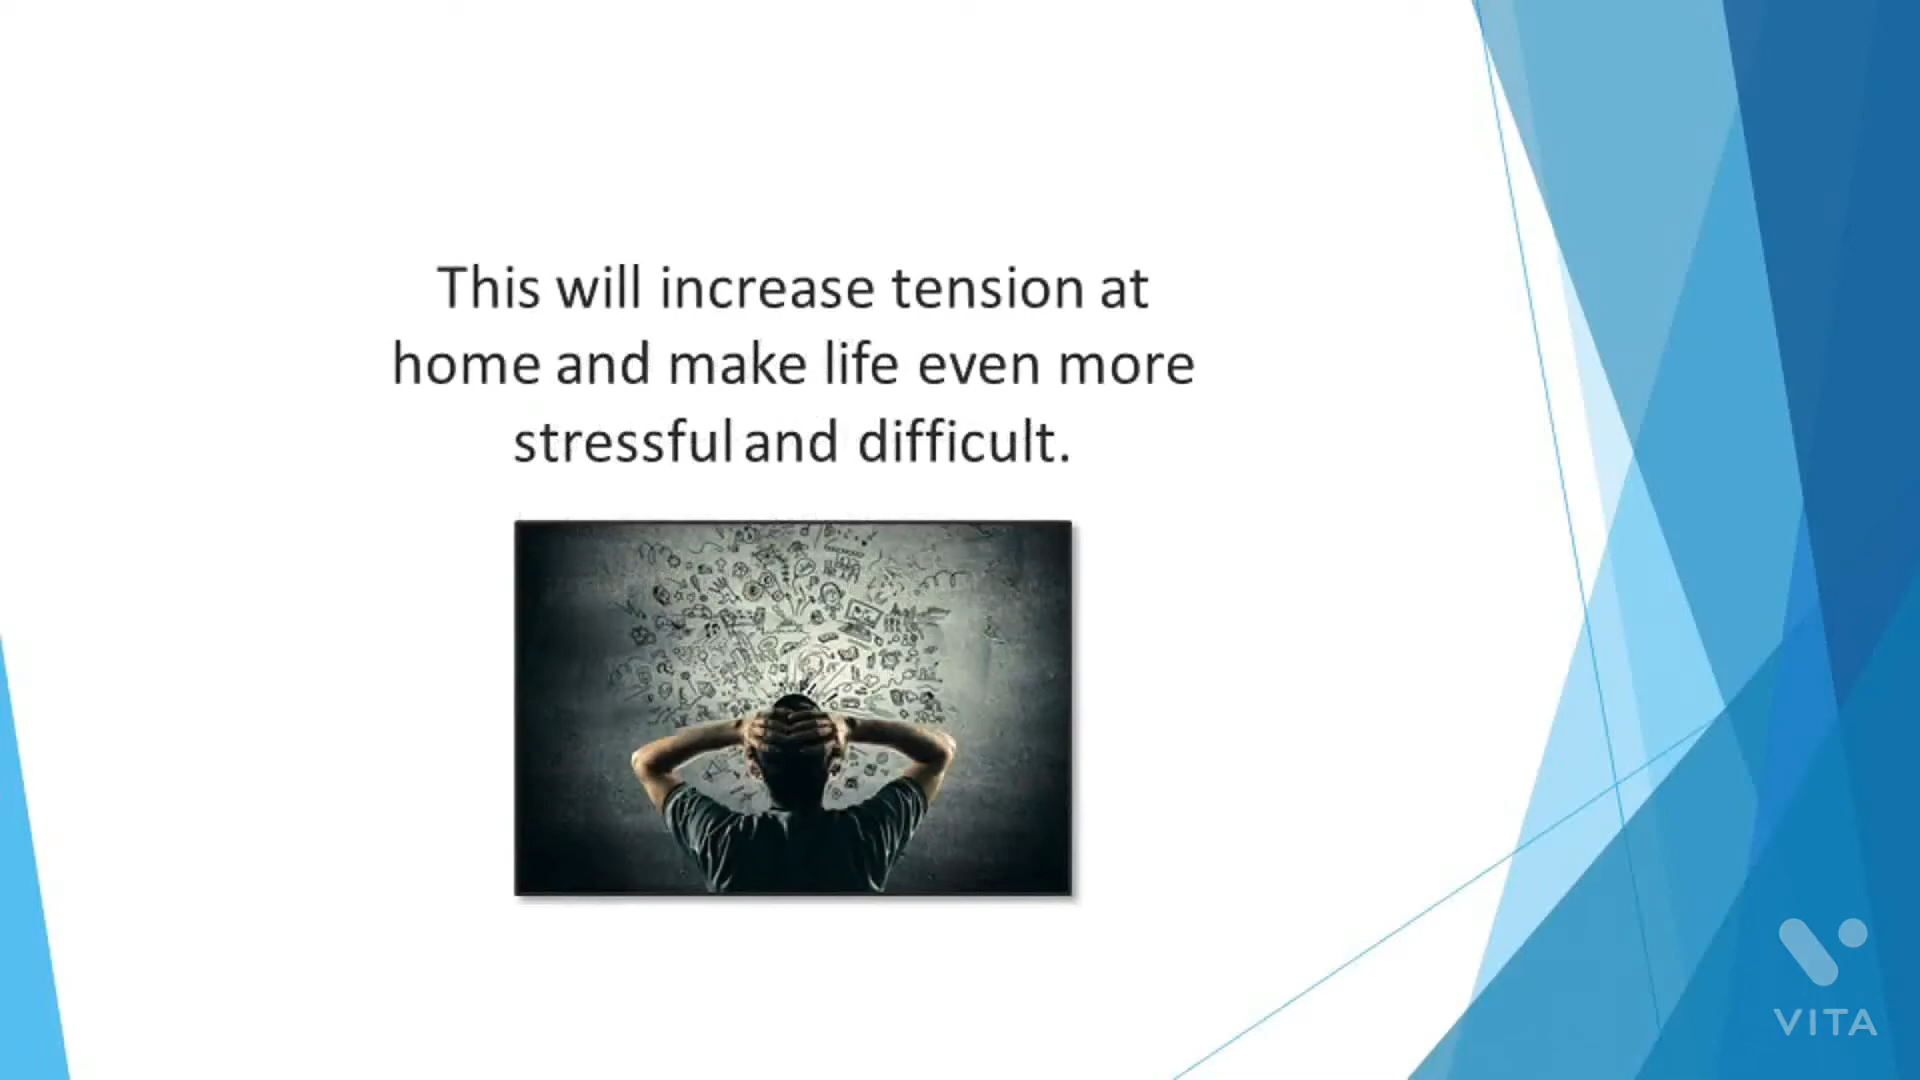 This will increase tension at
home and make life even more
stressful and difficult.
VITA